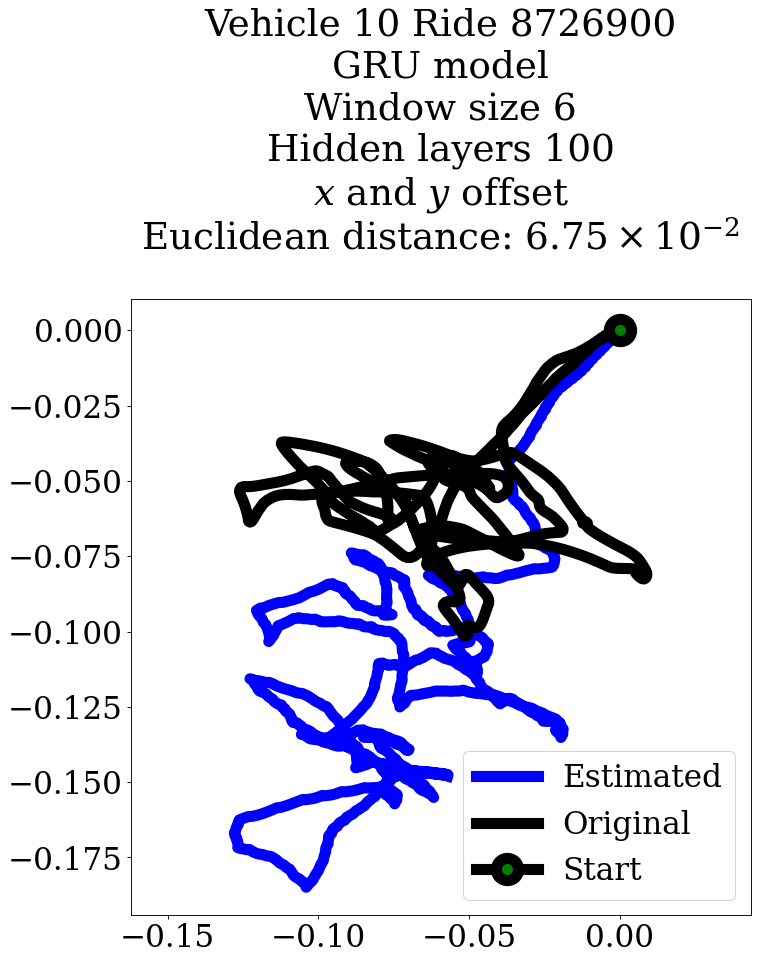 Vehicle 10 Ride 8726900
GRU model
Window size 6
Hidden layers 100
x and y offset
Euclidean distance: 6.75 × 10⁻²
0.000
−0.025
−0.050
−0.075
−0.100
−0.125
−0.150
−0.175
Estimated
Original
Start
−0.15 −0.10 −0.05 0.00